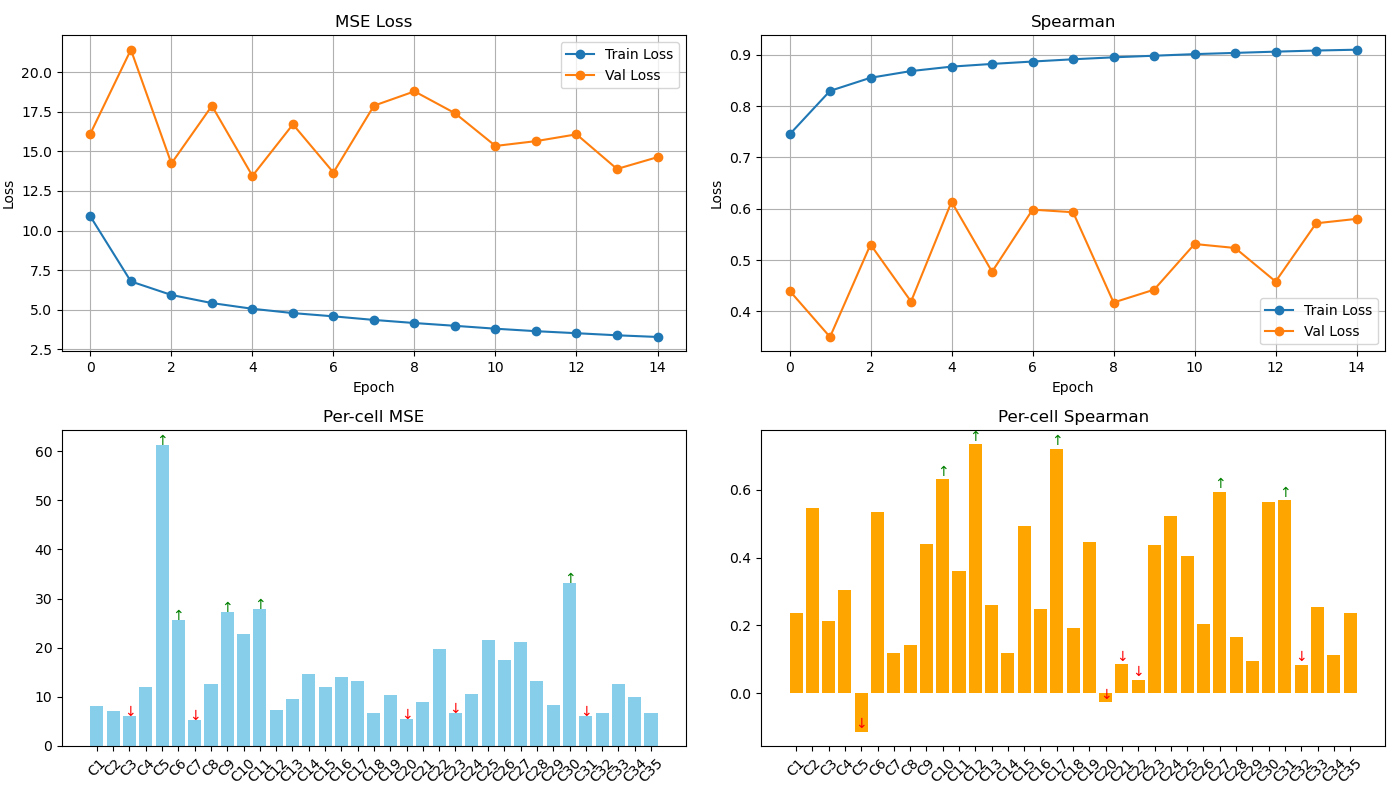 MSE Loss
Loss
20.0
17.5
15.0
12.5
10.0
7.5
5.0
2.5
Train Loss
Val Loss
0 2 4 6 8 10 12 14
Epoch
Spearman
Loss
0.9
0.8
0.7
0.6
0.5
0.4
Train Loss
Val Loss
0 2 4 6 8 10 12 14
Epoch
Per-cell MSE
60
50
40
30
20
10
0
↑ ↑ ↑ ↑ ↑
↓ ↓ ↓ ↓ ↓
C1 C2 C3 C4 C5 C6 C7 C8 C9 C10 C11 C12 C13 C14 C15 C16 C17 C18 C19 C20 C21 C22 C23 C24 C25 C26 C27 C28 C29 C30 C31 C32 C33 C34 C35
Per-cell Spearman
0.6
0.4
0.2
0.0
↑ ↑ ↑ ↑ ↑
↓ ↓ ↓ ↓ ↓
C1 C2 C3 C4 C5 C6 C7 C8 C9 C10 C11 C12 C13 C14 C15 C16 C17 C18 C19 C20 C21 C22 C23 C24 C25 C26 C27 C28 C29 C30 C31 C32 C33 C34 C35